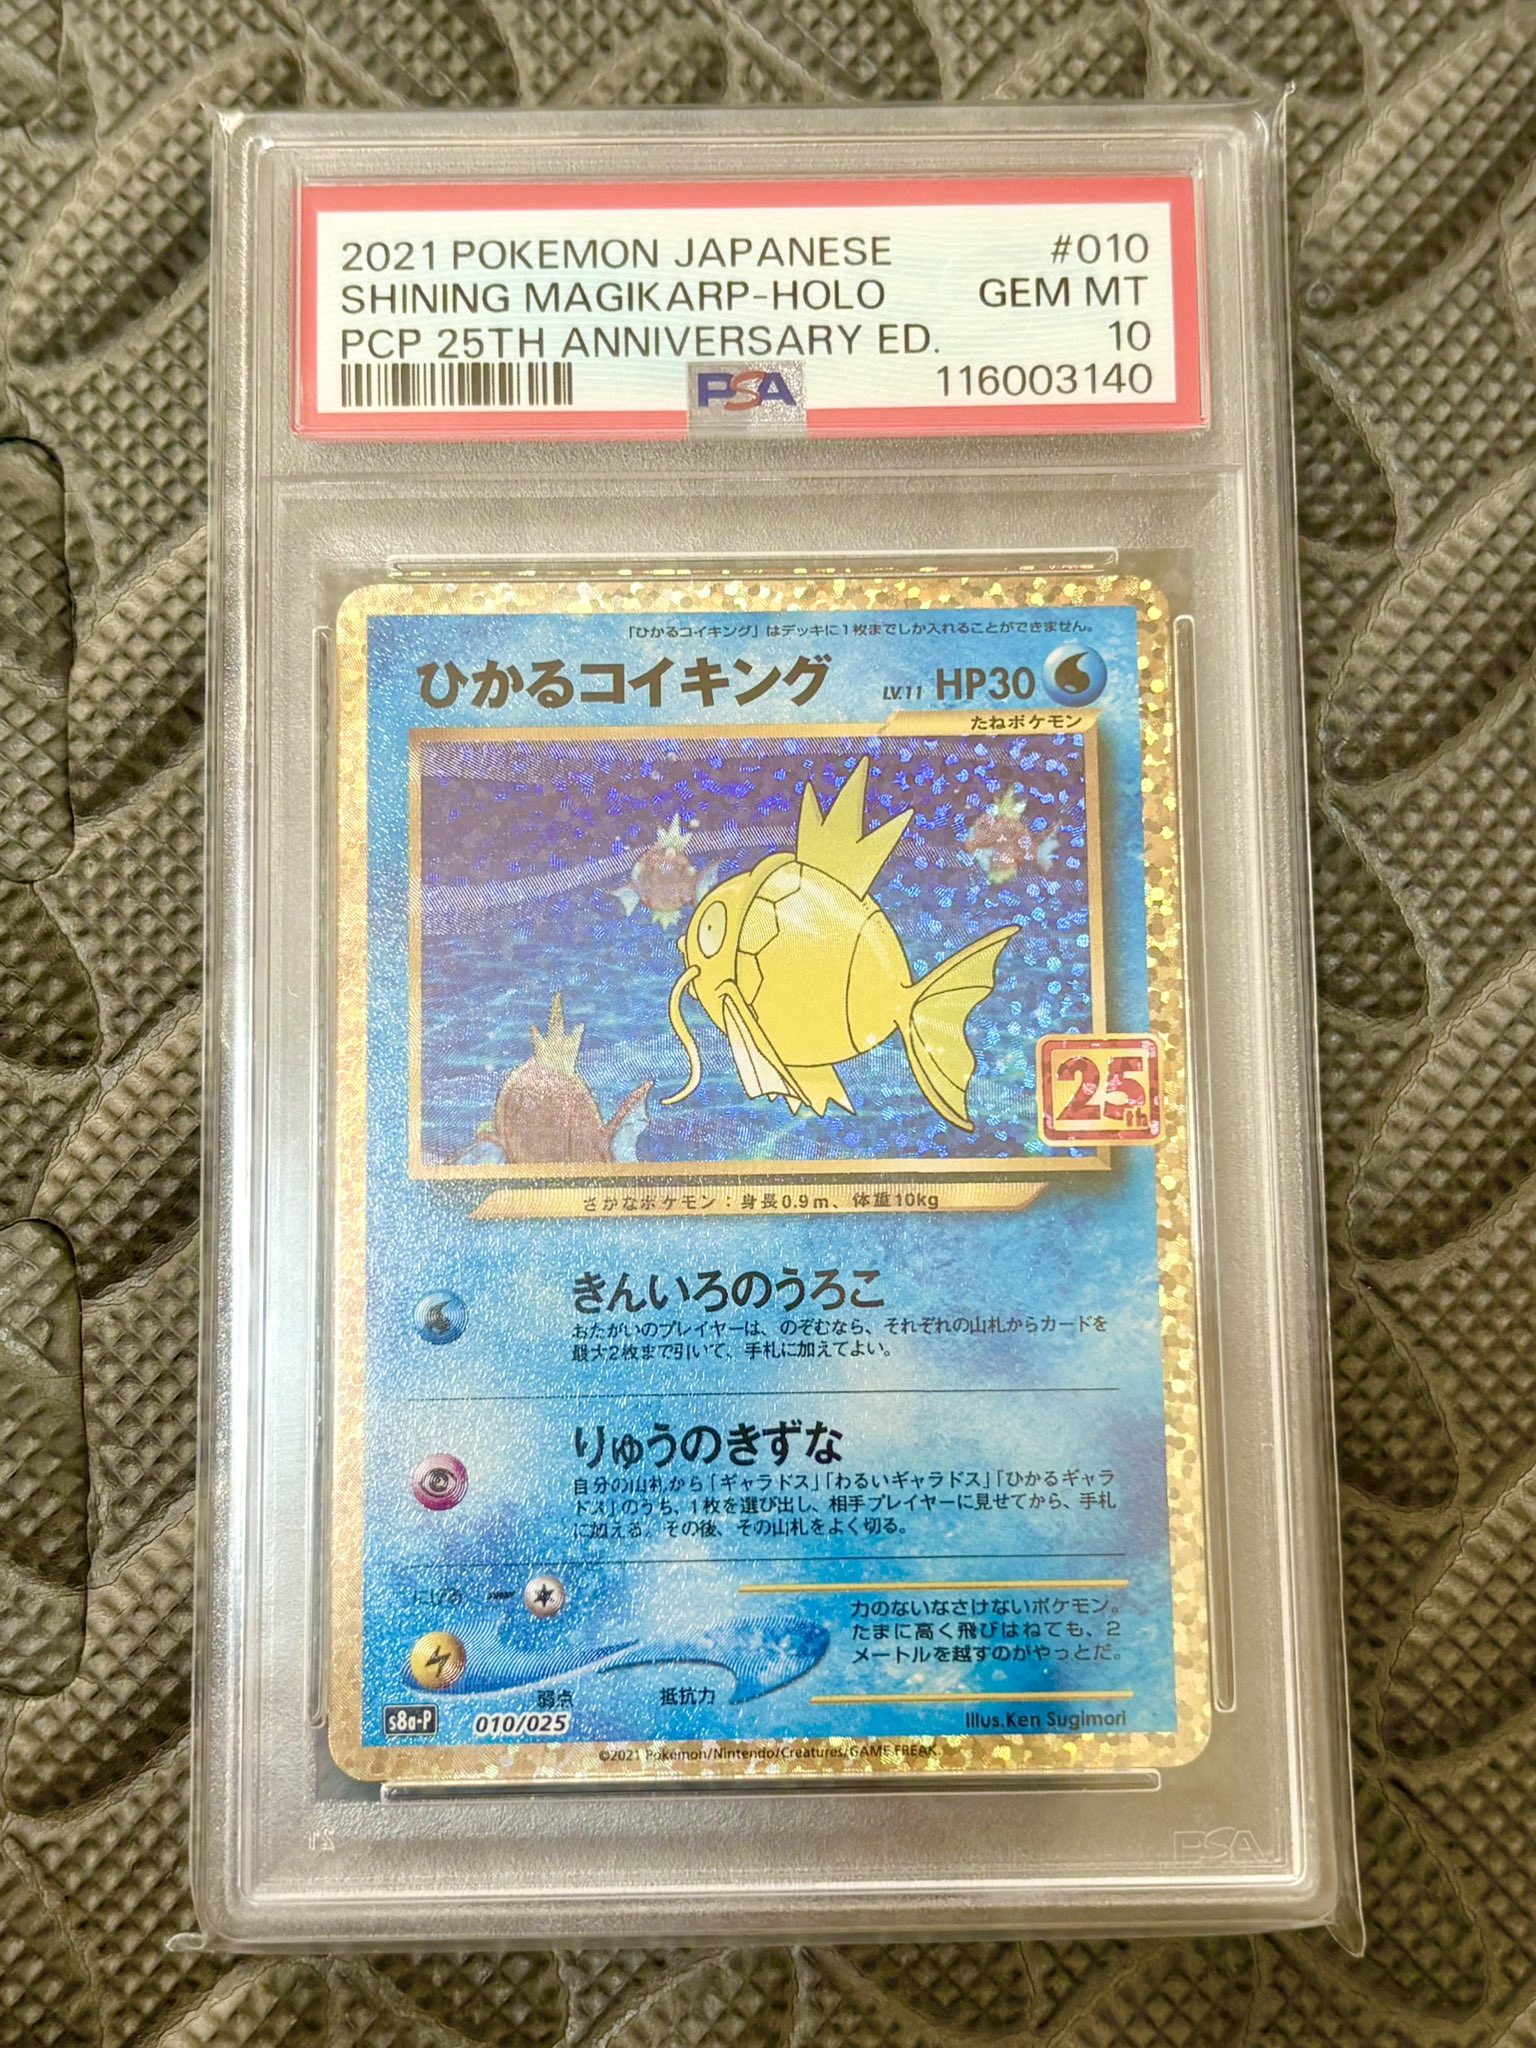 2021 POKEMON JAPANESE #010
SHINING MAGIKARP-HOLO GEM MT
PCP 25TH ANNIVERSARY ED. 10
PSA 116003140
「ひかるコイキング」はデッキに1枚までしか入れることができません。
ひかるコイキング LV.11 HP30
たねポケモン
25th
さかなポケモン：身長0.9m、体重10kg
きんいろのうろこ
おたがいのプレイヤーは、のぞむなら、それぞれの山札からカードを
最大2枚まで引いて、手札に加えてよい。
りゅうのきずな
自分の山札から「ギャラドス」「わるいギャラドス」「ひかるギャラ
ドス」のうち、1枚を選び出し、相手プレイヤーに見せてから、手札
に加える。その後、その山札をよく切る。
にげる
力のないなさけないポケモン。
たまに高く飛びはねても、2
メートルを越すのがやっとだ。
弱点 抵抗力
s8a-P 010/025 Illus.Ken Sugimori
©2021 Pokémon/Nintendo/Creatures/GAME FREAK.
PSA